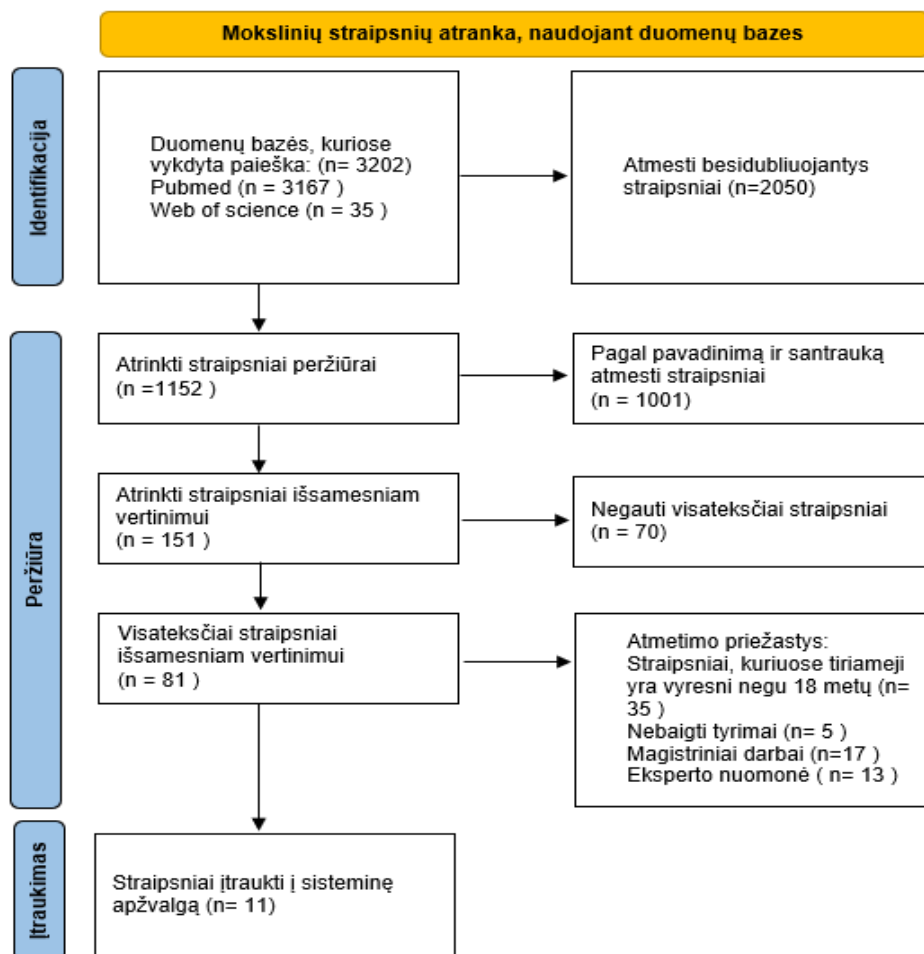 Mokslinių straipsnių atranka, naudojant duomenų bazes
Identifikacija
Duomenų bazės, kuriose
vykdyta paieška: (n= 3202)
Pubmed (n = 3167 )
Web of science (n = 35 )
Atmesti besidubliuojantys
straipsniai (n=2050)
Peržiūra
Atrinkti straipsniai peržiūrai
(n =1152 )
Pagal pavadinimą ir santrauką
atmesti straipsniai
(n = 1001)
Atrinkti straipsniai išsamesniam
vertinimui
(n = 151 )
Negauti visateksčiai straipsniai
(n = 70)
Visateksčiai straipsniai
išsamesniam vertinimui
(n = 81 )
Atmetimo priežastys:
Straipsniai, kuriuose tiriameji
yra vyresni negu 18 metų (n=
35 )
Nebaigti tyrimai (n= 5 )
Magistriniai darbai (n=17 )
Eksperto nuomonė ( n= 13 )
Įtraukimas
Straipsniai įtraukti į sisteminę
apžvalgą (n= 11)